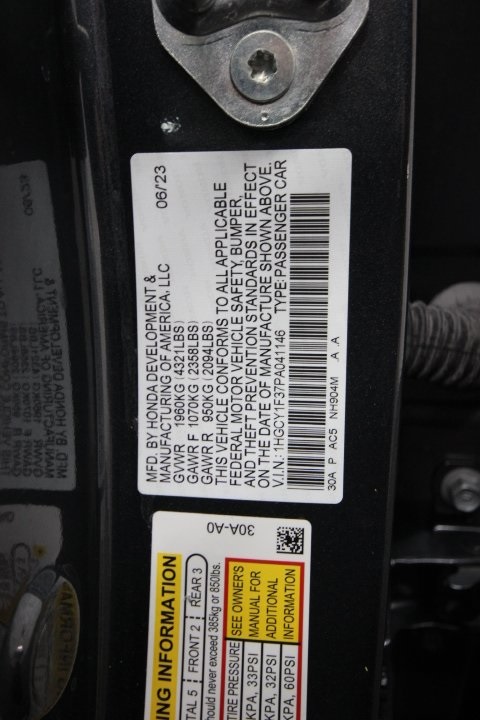 MFD. BY HONDA DEVELOPMENT & 06/'23
MANUFACTURING OF AMERICA, LLC
GVWR 1960KG (4321LBS)
GAWR F 1070KG (2358LBS)
GAWR R 950KG (2094LBS)
THIS VEHICLE CONFORMS TO ALL APPLICABLE
FEDERAL MOTOR VEHICLE SAFETY, BUMPER,
AND THEFT PREVENTION STANDARDS IN EFFECT
ON THE DATE OF MANUFACTURE SHOWN ABOVE.
V.I.N.: 1HGCY1F37PA041146 TYPE:PASSENGER CAR
30A P AC5 NH904M .A .A
30A-A0
ING INFORMATION
TAL 5 FRONT 2 REAR 3
hould never exceed 385kg or 850lbs.
TIRE PRESSURE SEE OWNER'S
KPA, 33PSI MANUAL FOR
KPA, 32PSI ADDITIONAL
KPA, 60PSI INFORMATION